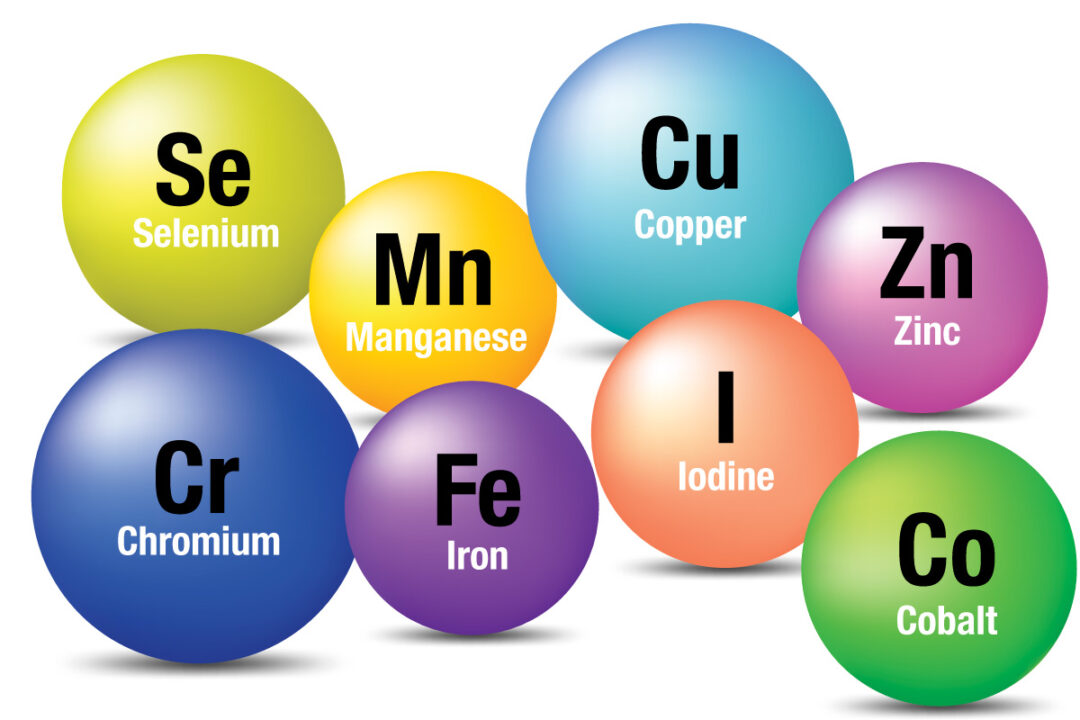 Se
Selenium
Mn
Manganese
Cu
Copper
Zn
Zinc
Cr
Chromium
Fe
Iron
I
Iodine
Co
Cobalt